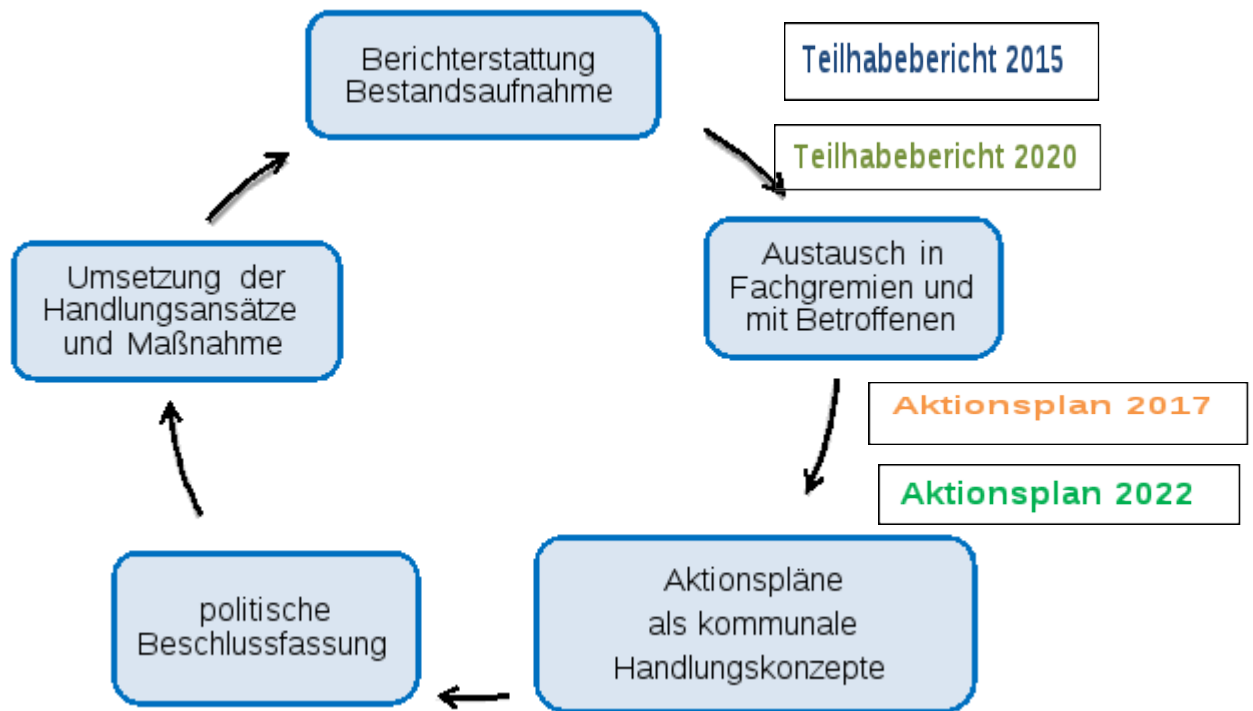 Berichterstattung
Bestandsaufnahme
Teilhabebericht 2015
Teilhabebericht 2020
Austausch in
Fachgremien und
mit Betroffenen
Aktionsplan 2017
Aktionsplan 2022
Aktionspläne
als kommunale
Handlungskonzepte
politische
Beschlussfassung
Umsetzung der
Handlungsansätze
und Maßnahme